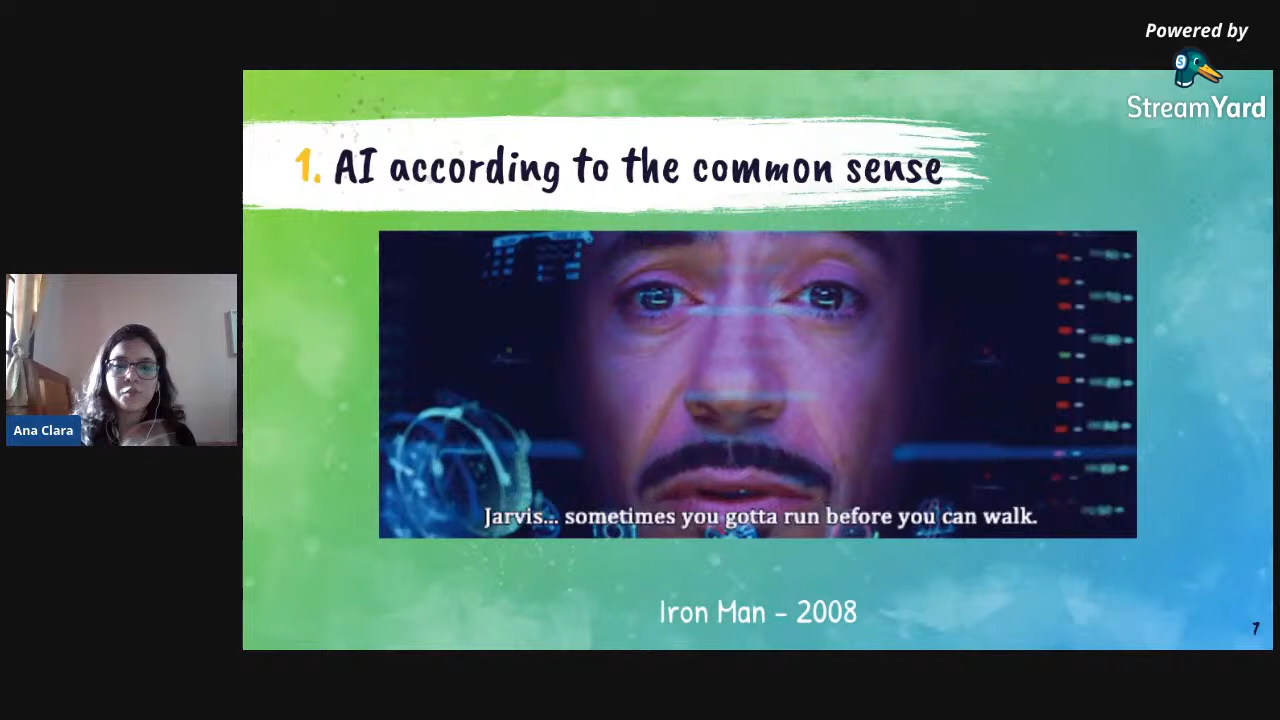 Powered by
StreamYard
1. AI according to the common sense
Jarvis... sometimes you gotta run before you can walk.
Ana Clara
Iron Man - 2008
7